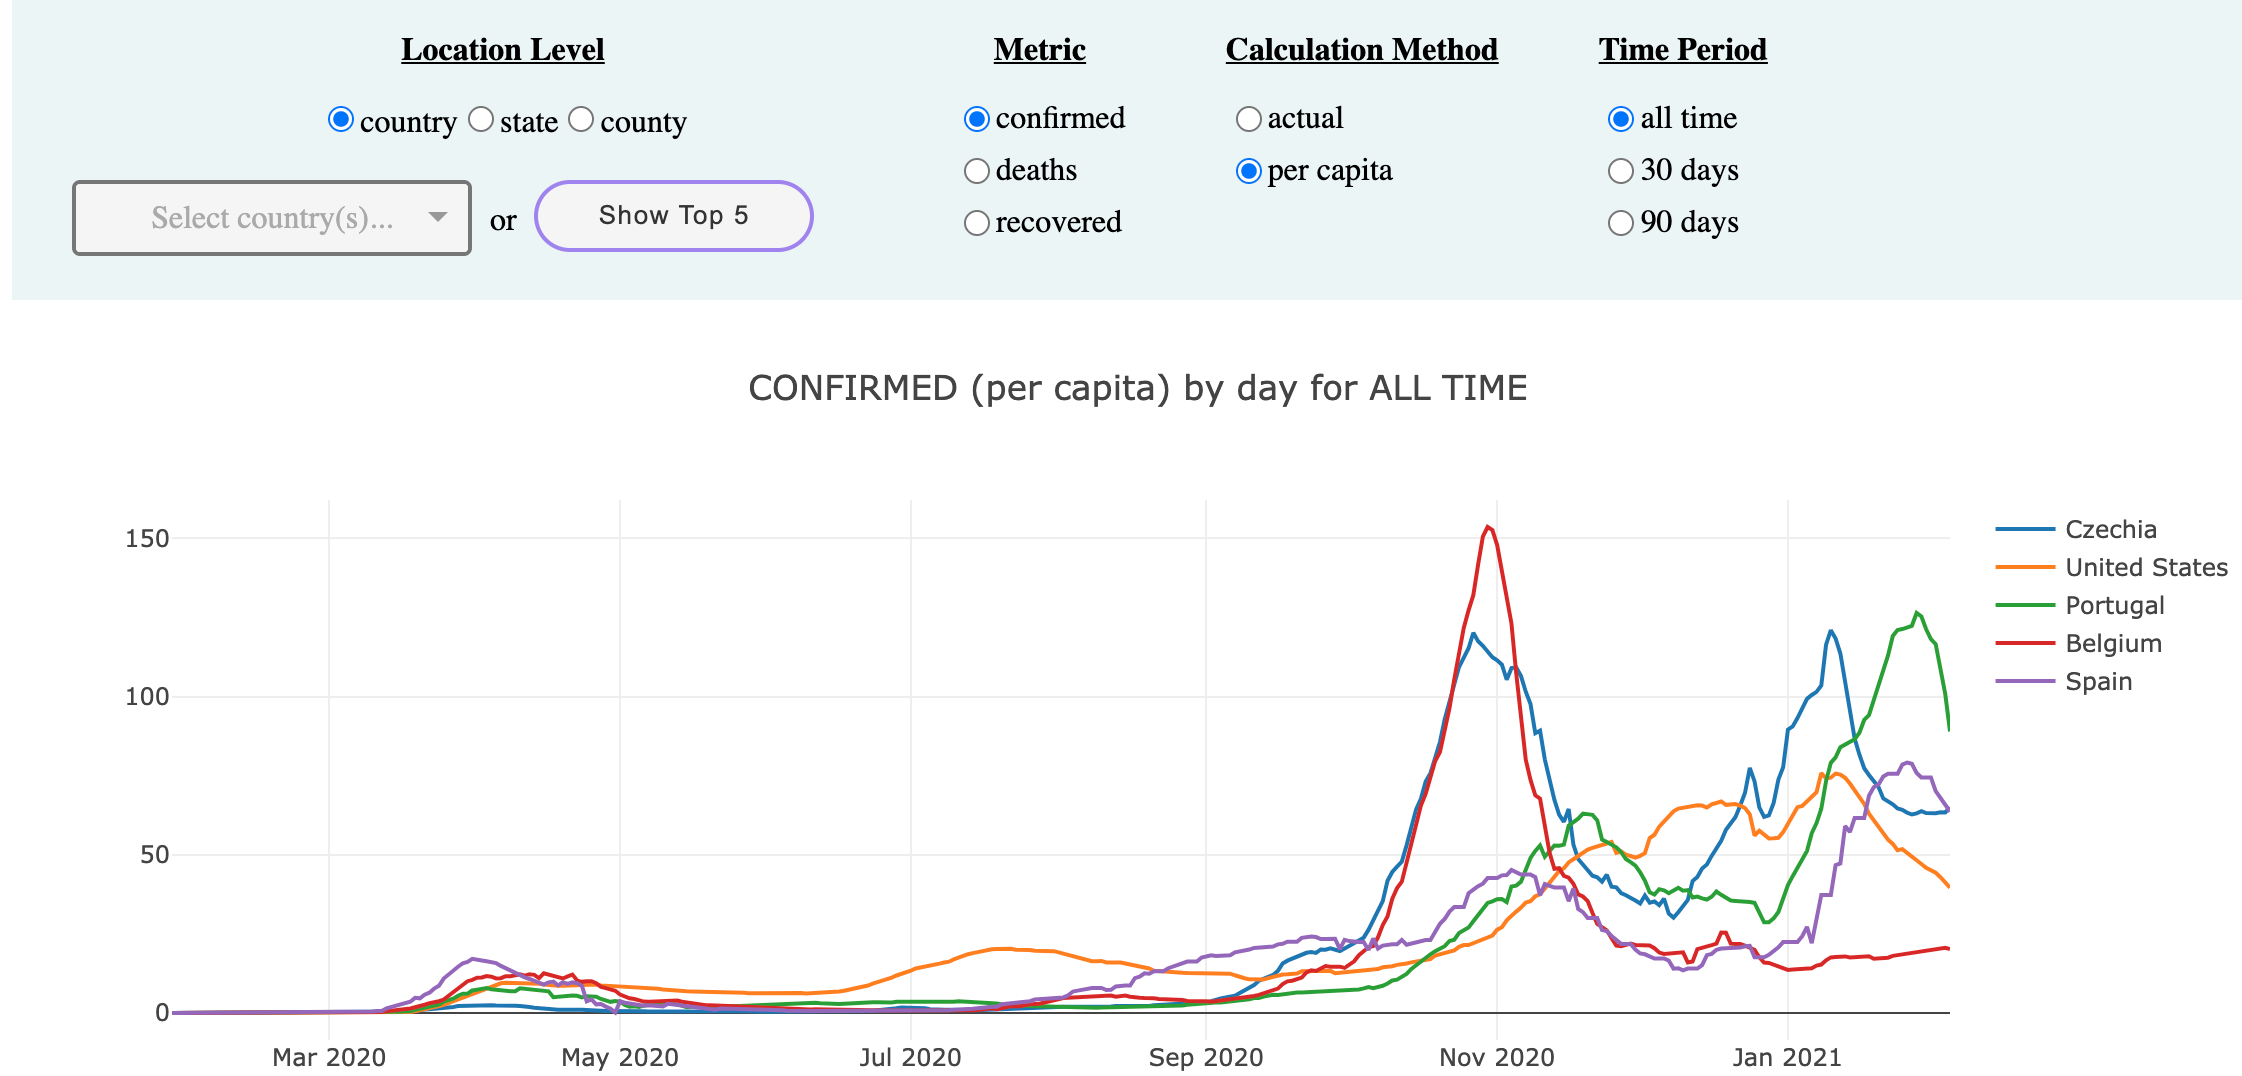 Location Level
Metric
Calculation Method
Time Period
country state county
confirmed
actual
all time
deaths
per capita
30 days
Select country(s)...
or
Show Top 5
recovered
90 days
CONFIRMED (per capita) by day for ALL TIME
150
100
50
0
Mar 2020
May 2020
Jul 2020
Sep 2020
Nov 2020
Jan 2021
Czechia
United States
Portugal
Belgium
Spain